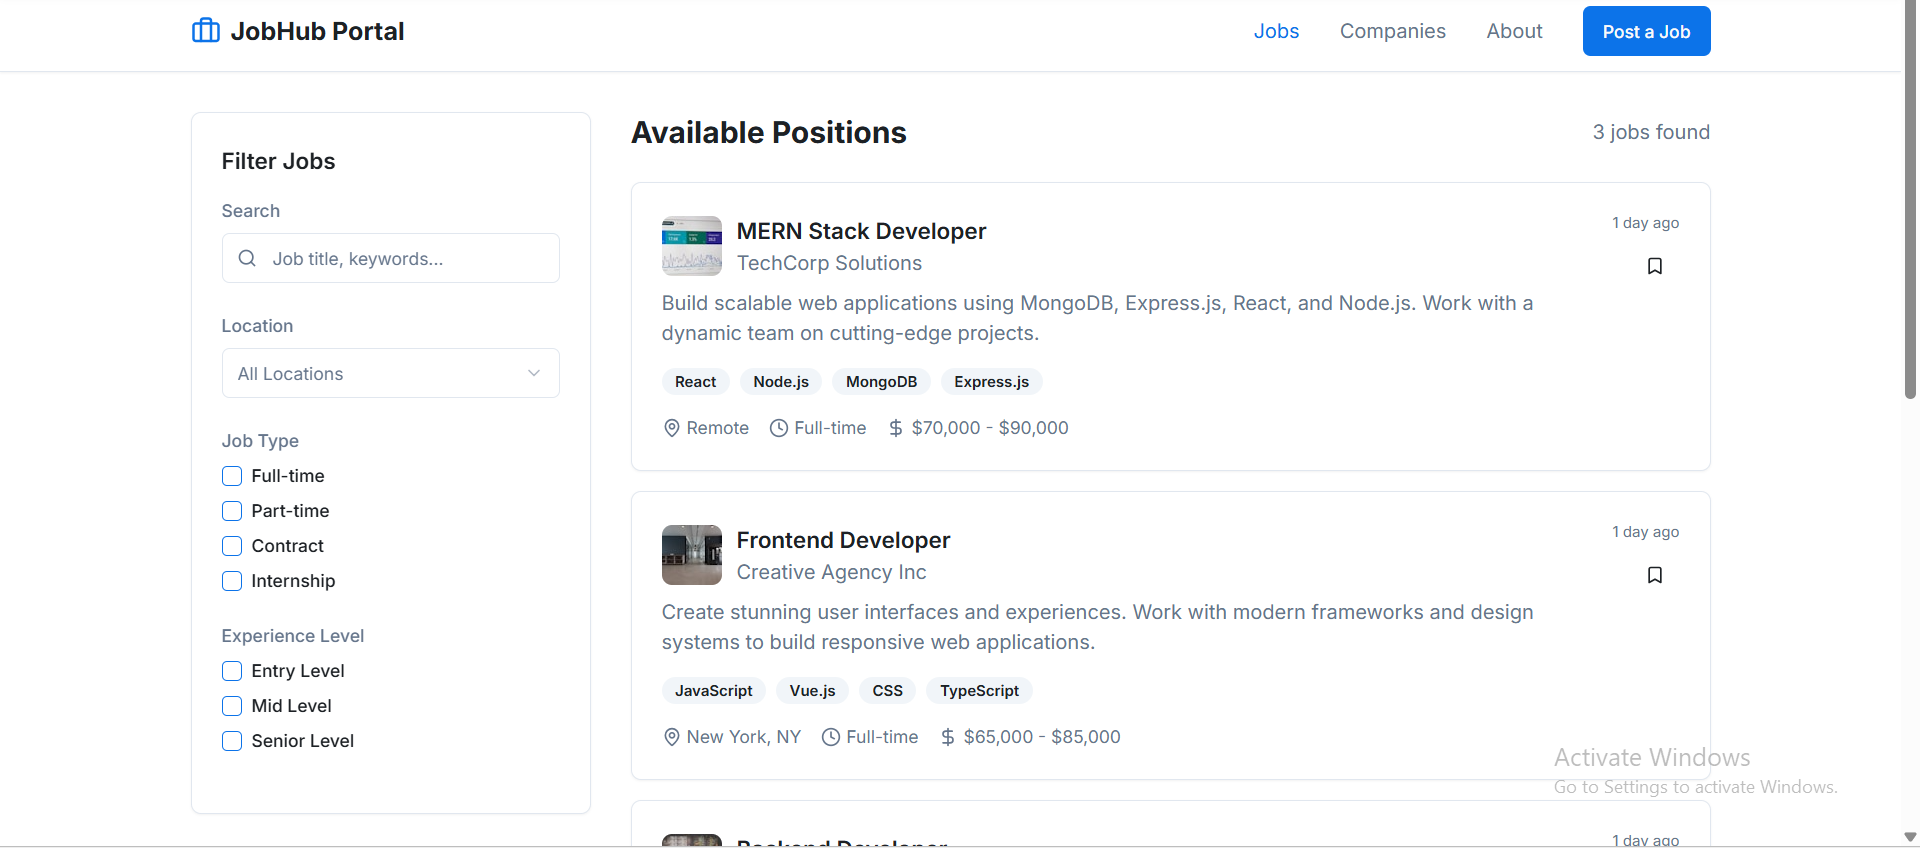 JobHub Portal
Jobs
Companies
About
Post a Job
Filter Jobs
Search
Job title, keywords...
Location
All Locations
Job Type
Full-time
Part-time
Contract
Internship
Experience Level
Entry Level
Mid Level
Senior Level
Available Positions
3 jobs found
MERN Stack Developer
1 day ago
TechCorp Solutions
Build scalable web applications using MongoDB, Express.js, React, and Node.js. Work with a
dynamic team on cutting-edge projects.
React Node.js MongoDB Express.js
Remote Full-time $ $70,000 - $90,000
Frontend Developer
1 day ago
Creative Agency Inc
Create stunning user interfaces and experiences. Work with modern frameworks and design
systems to build responsive web applications.
JavaScript Vue.js CSS TypeScript
New York, NY Full-time $ $65,000 - $85,000
Backend Developer
1 day ago
Activate Windows
Go to Settings to activate Windows.